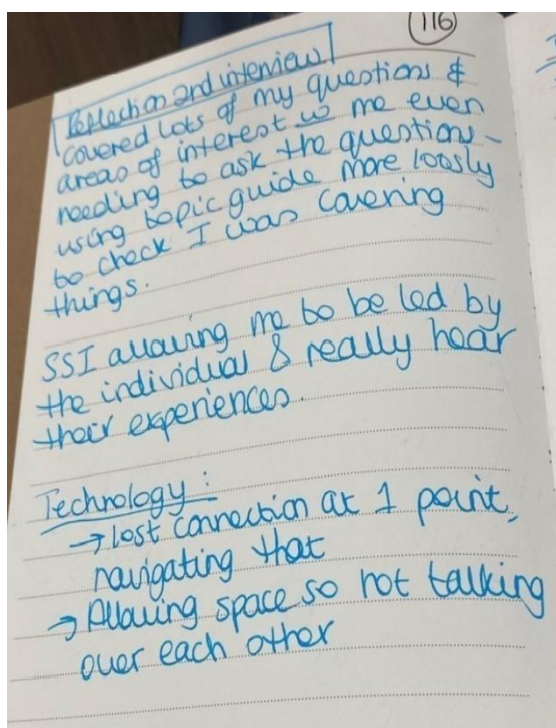 116
Reflection and interview
covered lots of my questions &
areas of interest w me even
needing to ask the questions -
using topic guide more loosly
to check I was covering
things.
SSI allowing me to be led by
the individual & really hear
their experiences.
Technology:
→ lost connection at 1 point,
navigating that
→ Allowing space so not talking
over each other